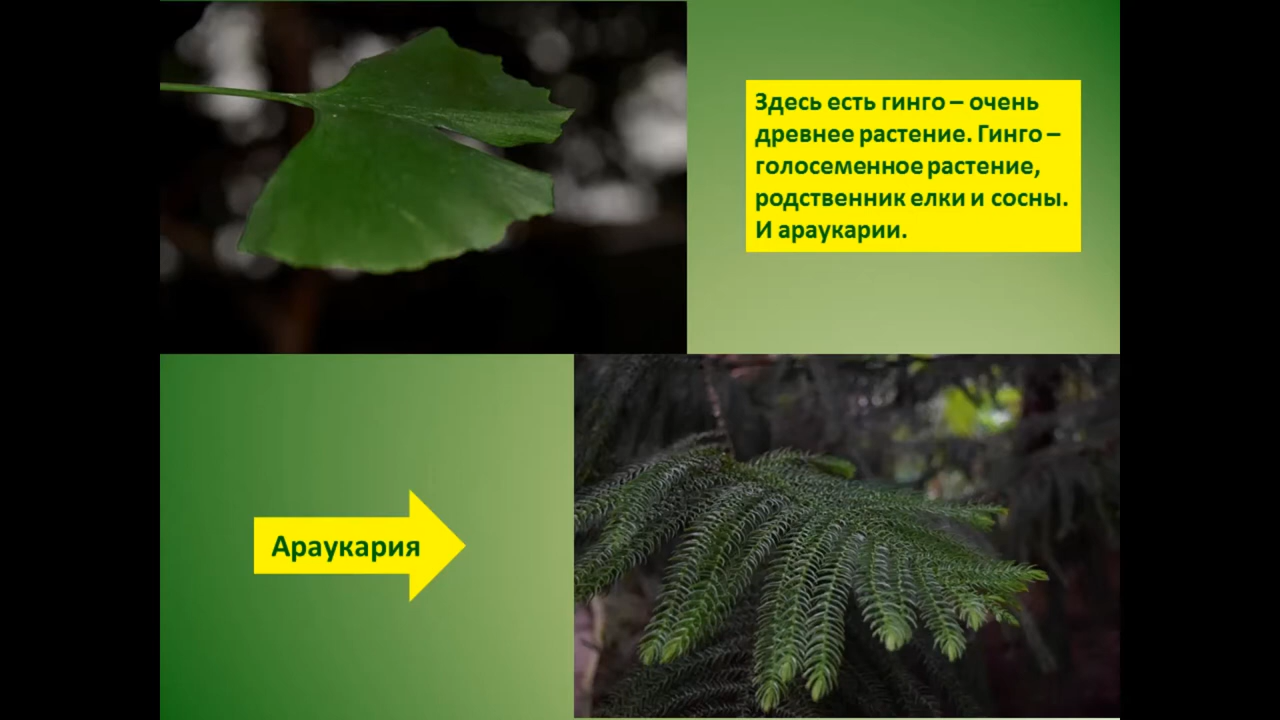 Здесь есть гинго – очень
древнее растение. Гинго –
голосеменное растение,
родственник елки и сосны.
И араукарии.
Араукария